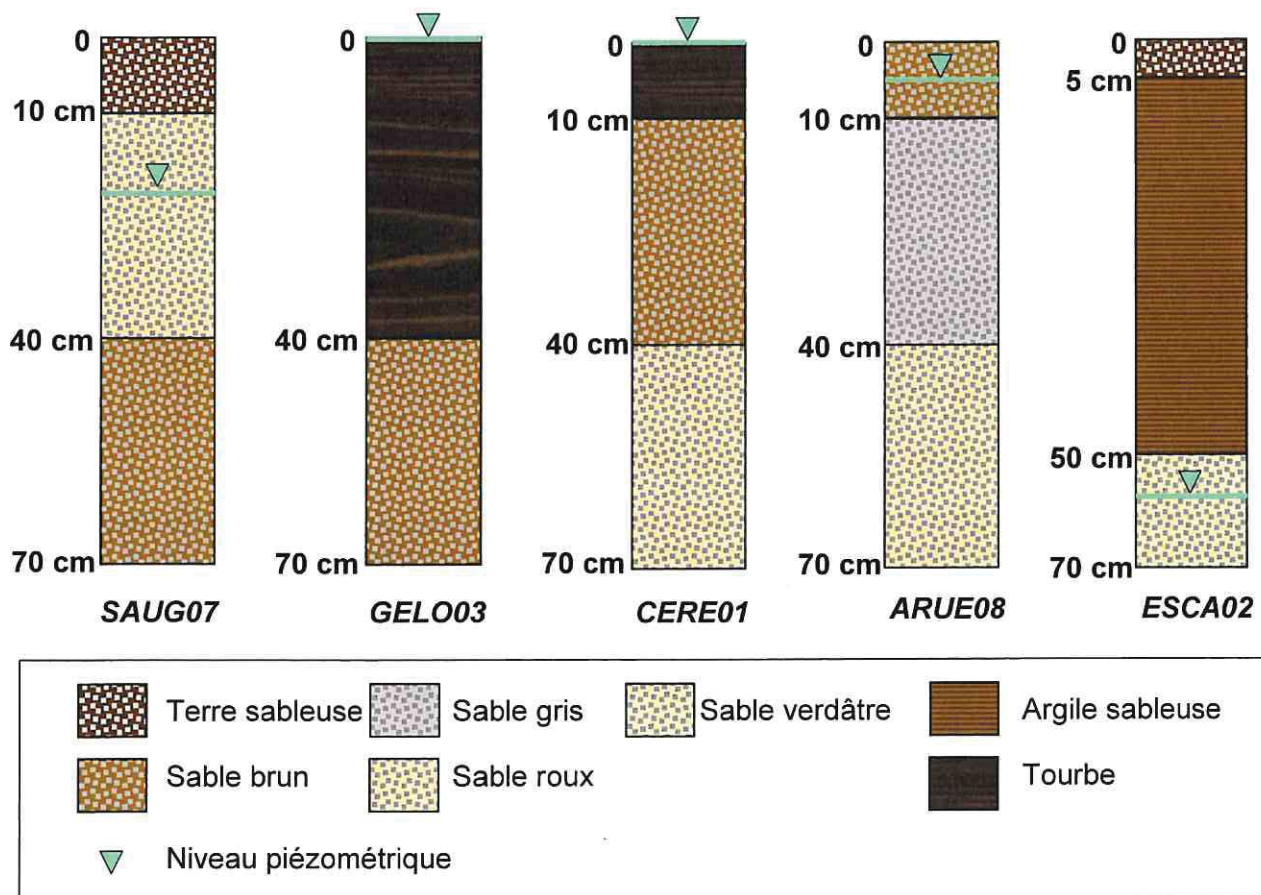 0
10 cm
40 cm
70 cm
SAUG07
0
40 cm
70 cm
GELO03
0
10 cm
40 cm
70 cm
CERE01
0
10 cm
40 cm
70 cm
ARUE08
0
5 cm
50 cm
70 cm
ESCA02
Terre sableuse
Sable gris
Sable verdâtre
Argile sableuse
Sable brun
Sable roux
Tourbe
Niveau piézométrique